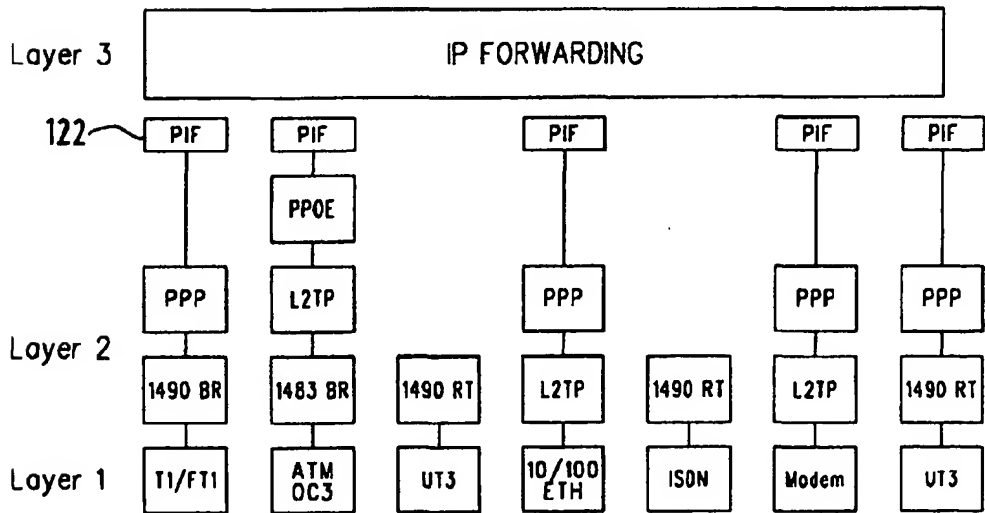 Layer 3
IP FORWARDING
122
PIF PIF PIF PIF PIF
PPOE
PPP L2TP PPP PPP PPP
Layer 2
1490 BR 1483 BR 1490 RT L2TP 1490 RT L2TP 1490 RT
Layer 1
T1/FT1 ATM OC3 UT3 10/100 ETH ISDN Modem UT3